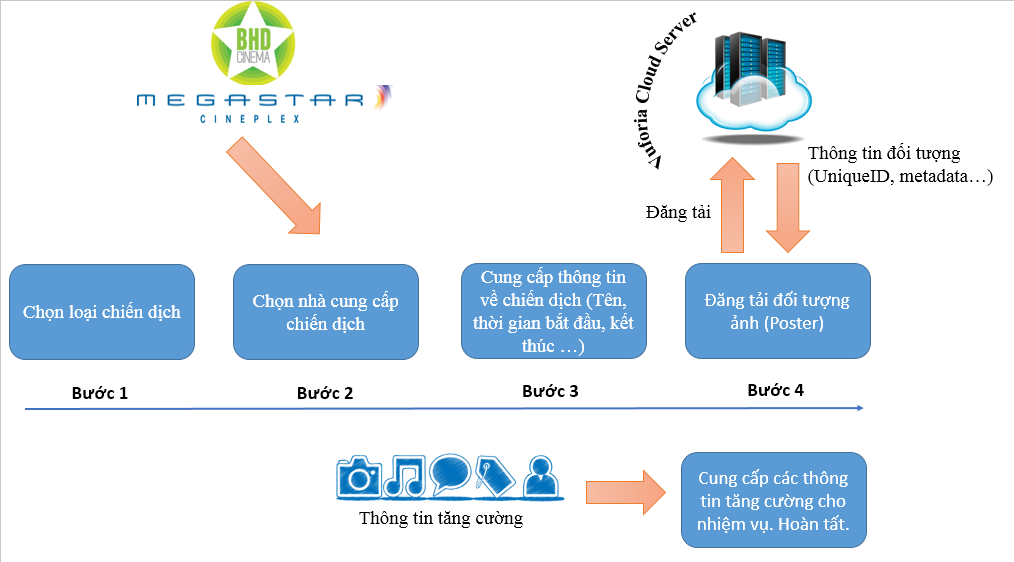 BHD
CINEMA
MEGASTAR
CINEPLEX
Vuforia Cloud Server
Thông tin đối tượng
(UniqueID, metadata…)
Đăng tải
Chọn loại chiến dịch
Chọn nhà cung cấp
chiến dịch
Cung cấp thông tin
về chiến dịch (Tên,
thời gian bắt đầu, kết
thúc …)
Đăng tải đối tượng
ảnh (Poster)
Bước 1
Bước 2
Bước 3
Bước 4
Thông tin tăng cường
Cung cấp các thông
tin tăng cường cho
nhiệm vụ. Hoàn tất.